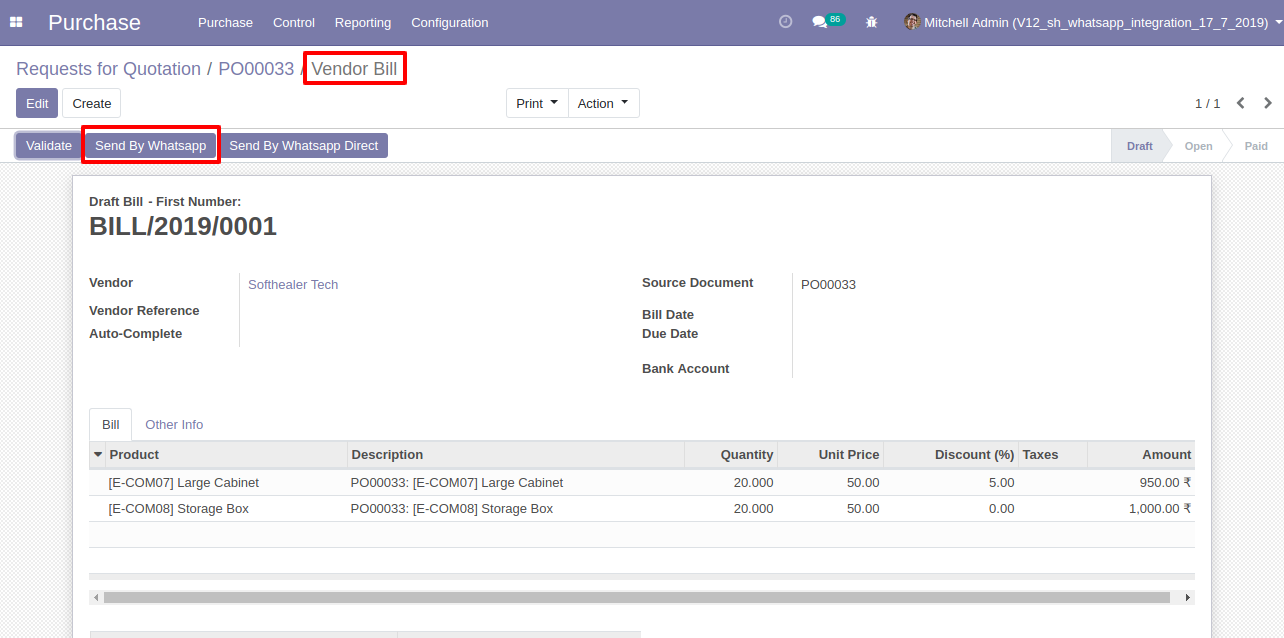 Purchase Purchase Control Reporting Configuration 86 Mitchell Admin (V12_sh_whatsapp_integration_17_7_2019)
Requests for Quotation / PO00033 / Vendor Bill
Edit Create Print Action 1 / 1
Validate Send By Whatsapp Send By Whatsapp Direct Draft Open Paid
Draft Bill - First Number:
BILL/2019/0001
Vendor Softhealer Tech Source Document PO00033
Vendor Reference Bill Date
Auto-Complete Due Date
Bank Account
Bill Other Info
Product Description Quantity Unit Price Discount (%) Taxes Amount
[E-COM07] Large Cabinet PO00033: [E-COM07] Large Cabinet 20.000 50.00 5.00 950.00 ₹
[E-COM08] Storage Box PO00033: [E-COM08] Storage Box 20.000 50.00 0.00 1,000.00 ₹